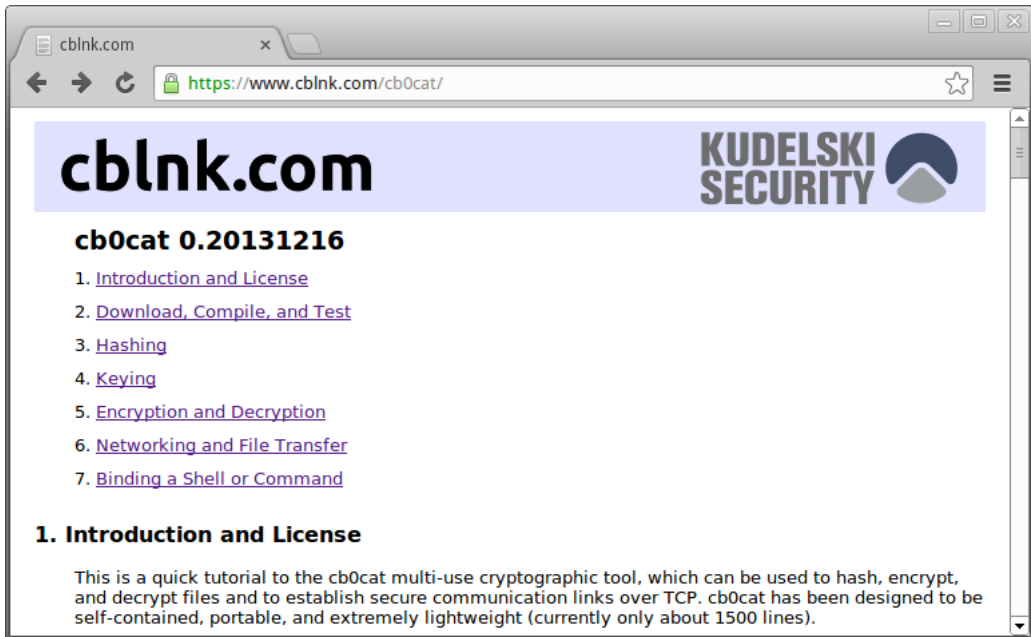 cblnk.com
https://www.cblnk.com/cb0cat/
cblnk.com
KUDELSKI
SECURITY
cb0cat 0.20131216
1. Introduction and License
2. Download, Compile, and Test
3. Hashing
4. Keying
5. Encryption and Decryption
6. Networking and File Transfer
7. Binding a Shell or Command
1. Introduction and License
This is a quick tutorial to the cb0cat multi-use cryptographic tool, which can be used to hash, encrypt,
and decrypt files and to establish secure communication links over TCP. cb0cat has been designed to be
self-contained, portable, and extremely lightweight (currently only about 1500 lines).